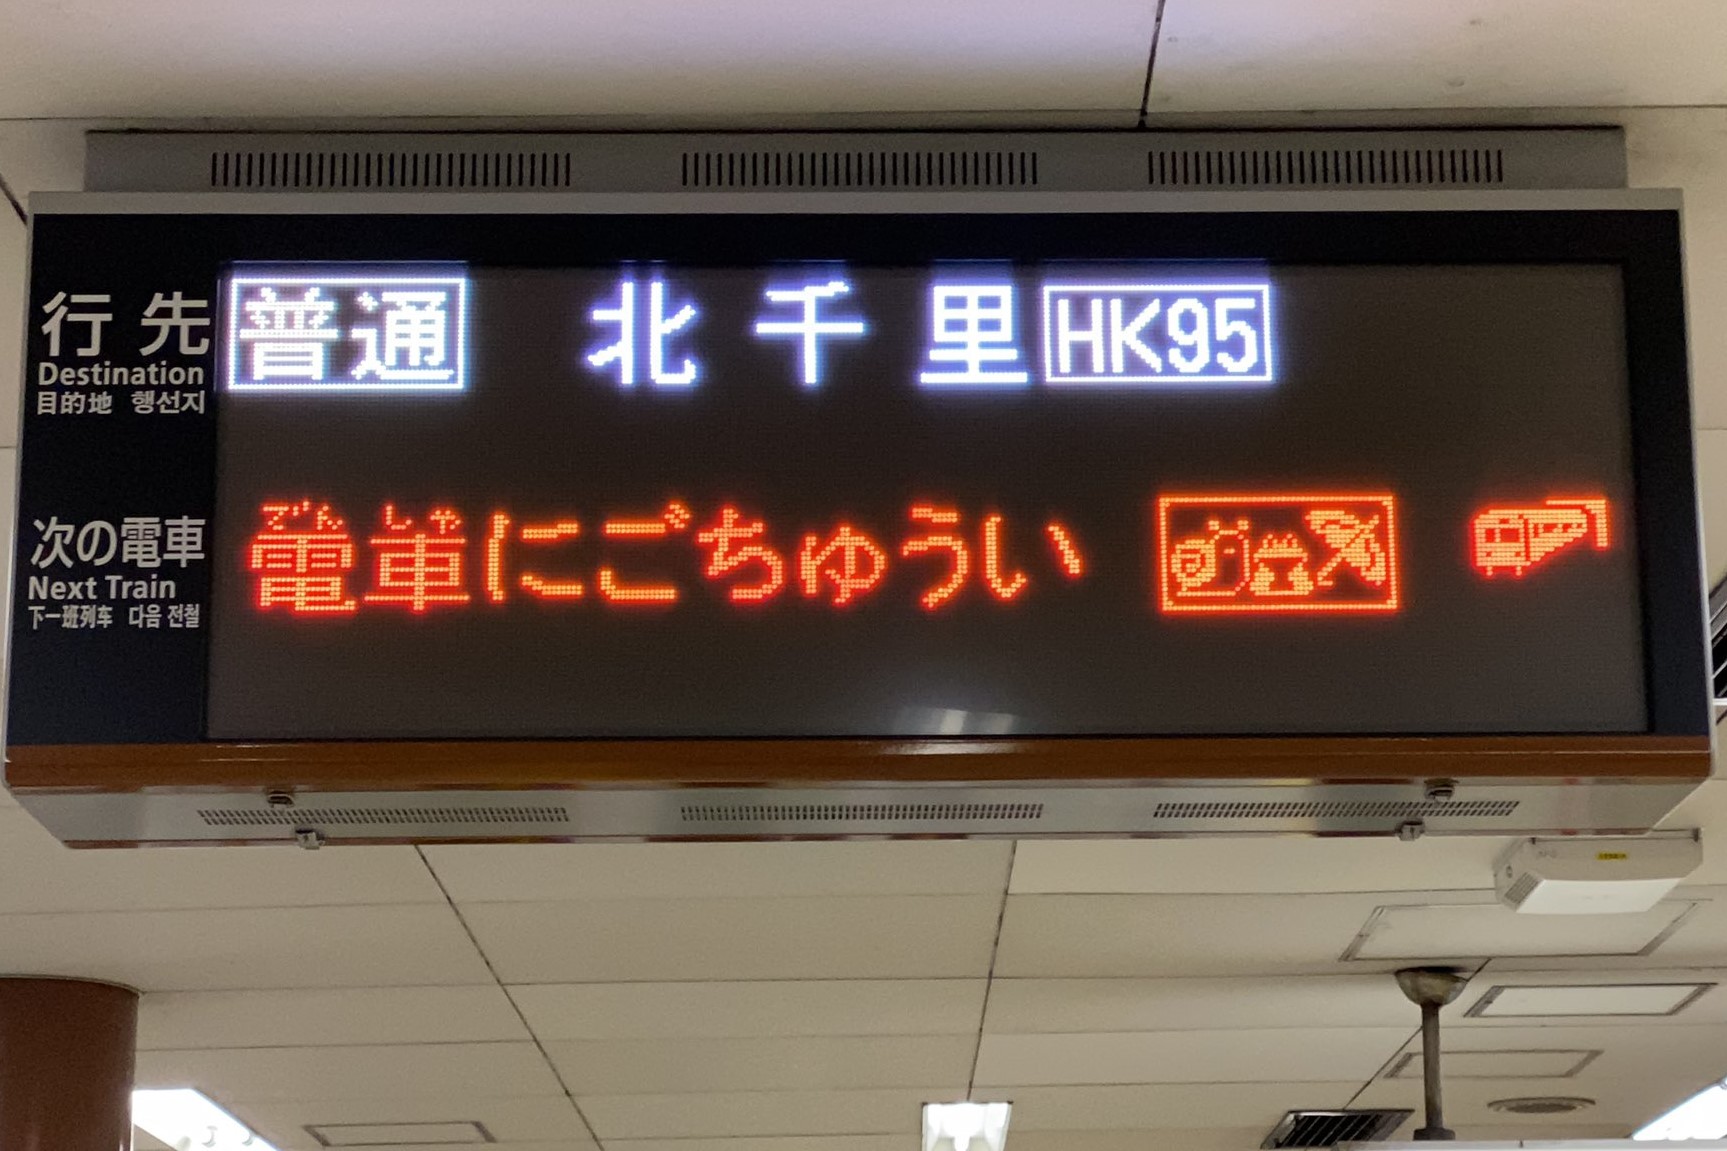 行先 普通 北千里 HK95
Destination
目的地 행선지
でん しゃ
次の電車 電車にごちゅうい
Next Train
下一班列车 다음 전철